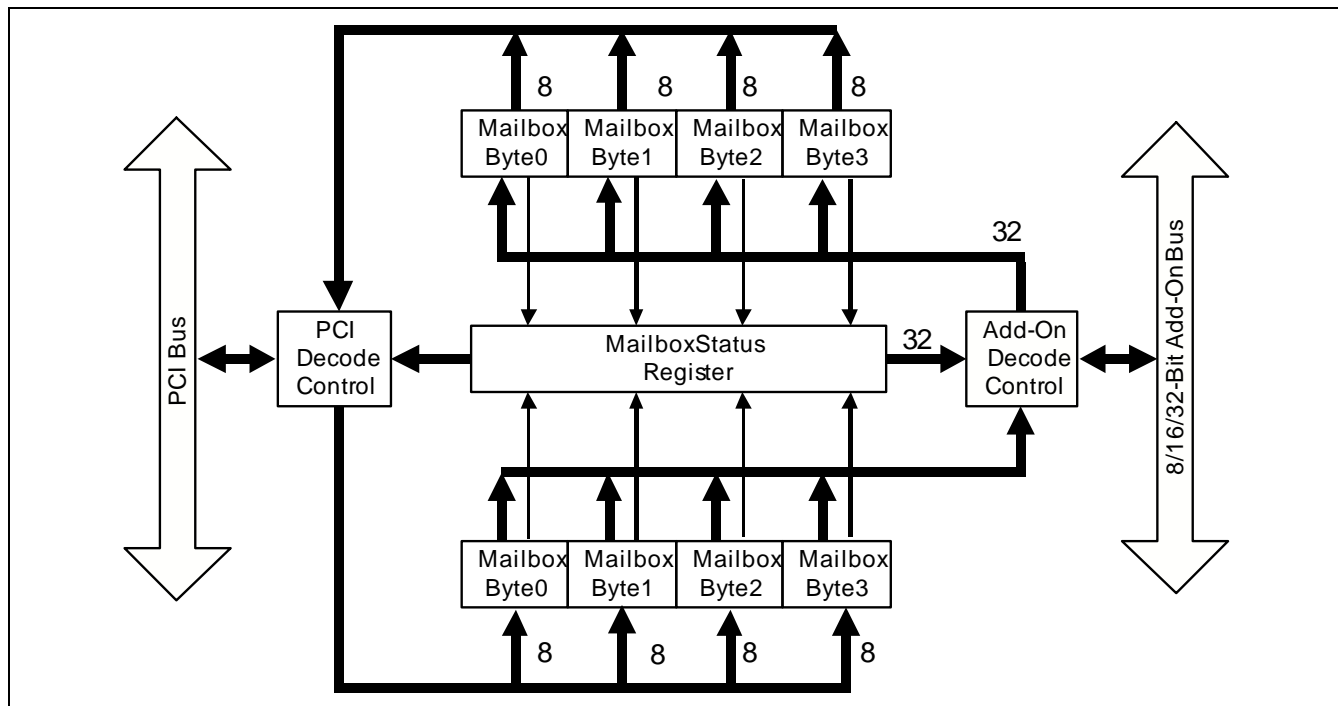 8 8 8 8
Mailbox Mailbox Mailbox Mailbox
Byte0 Byte1 Byte2 Byte3
32
PCI Bus
PCI
Decode
Control
MailboxStatus
Register
32
Add-On
Decode
Control
8/16/32-Bit Add-On Bus
Mailbox Mailbox Mailbox Mailbox
Byte0 Byte1 Byte2 Byte3
8 8 8 8